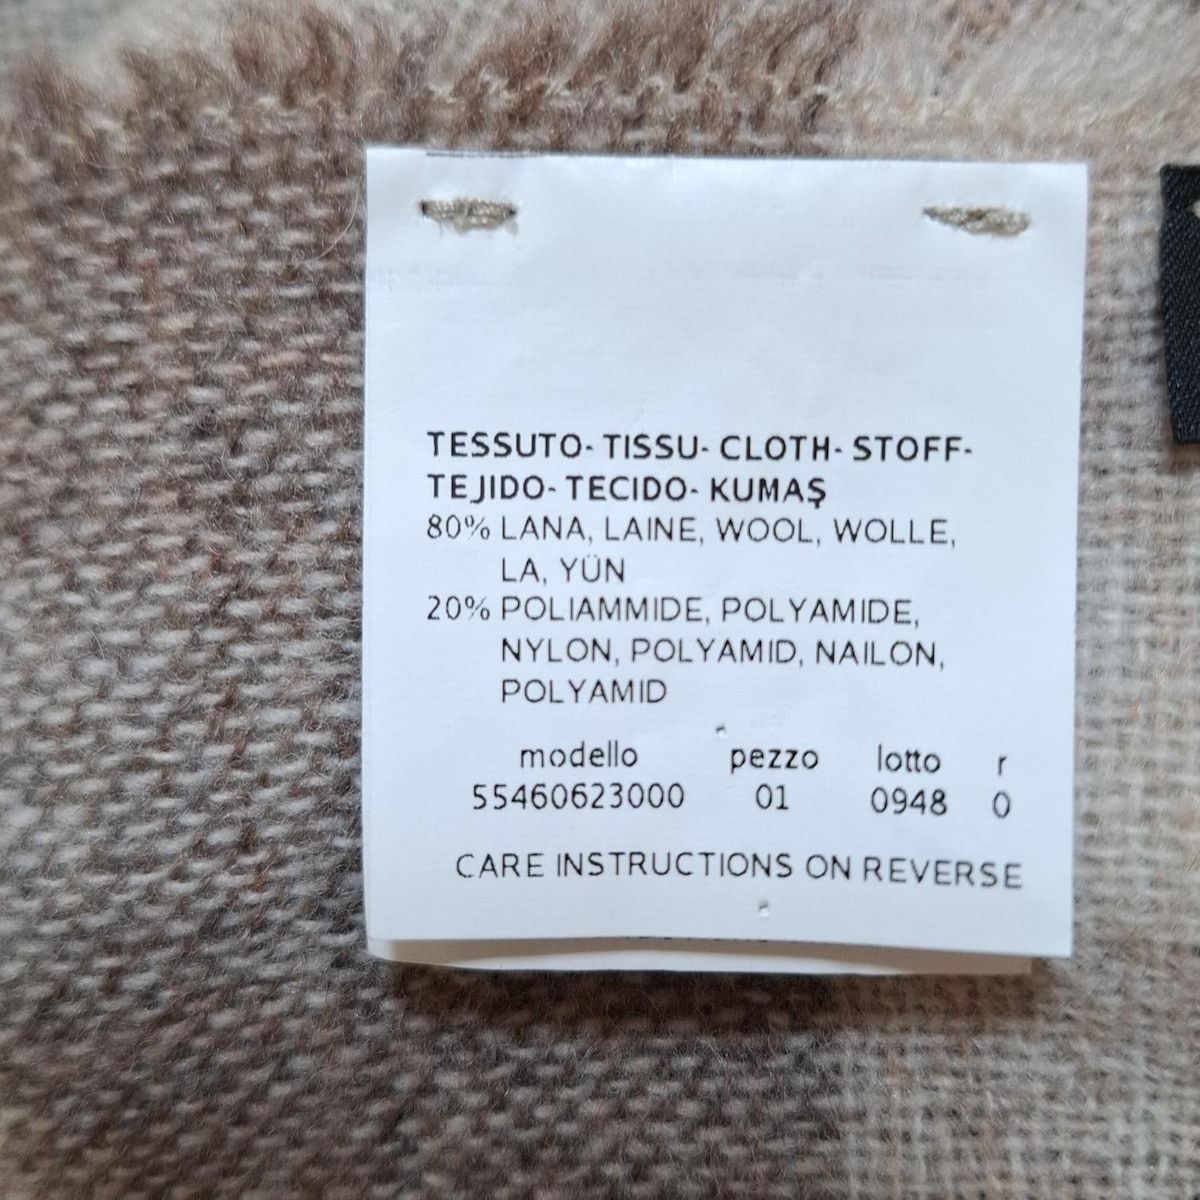 TESSUTO- TISSU- CLOTH- STOFF-
TEJIDO- TECIDO- KUMAŞ
80% LANA, LAINE, WOOL, WOLLE,
LA, YÜN
20% POLIAMMIDE, POLYAMIDE,
NYLON, POLYAMID, NAILON,
POLYAMID
modello pezzo lotto r
55460623000 01 0948 0
CARE INSTRUCTIONS ON REVERSE